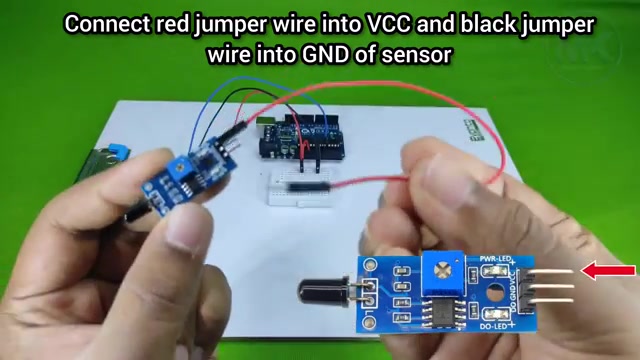 Connect red jumper wire into VCC and black jumper
wire into GND of sensor
PWR-LED
VCC
GND
DO
DO-LED